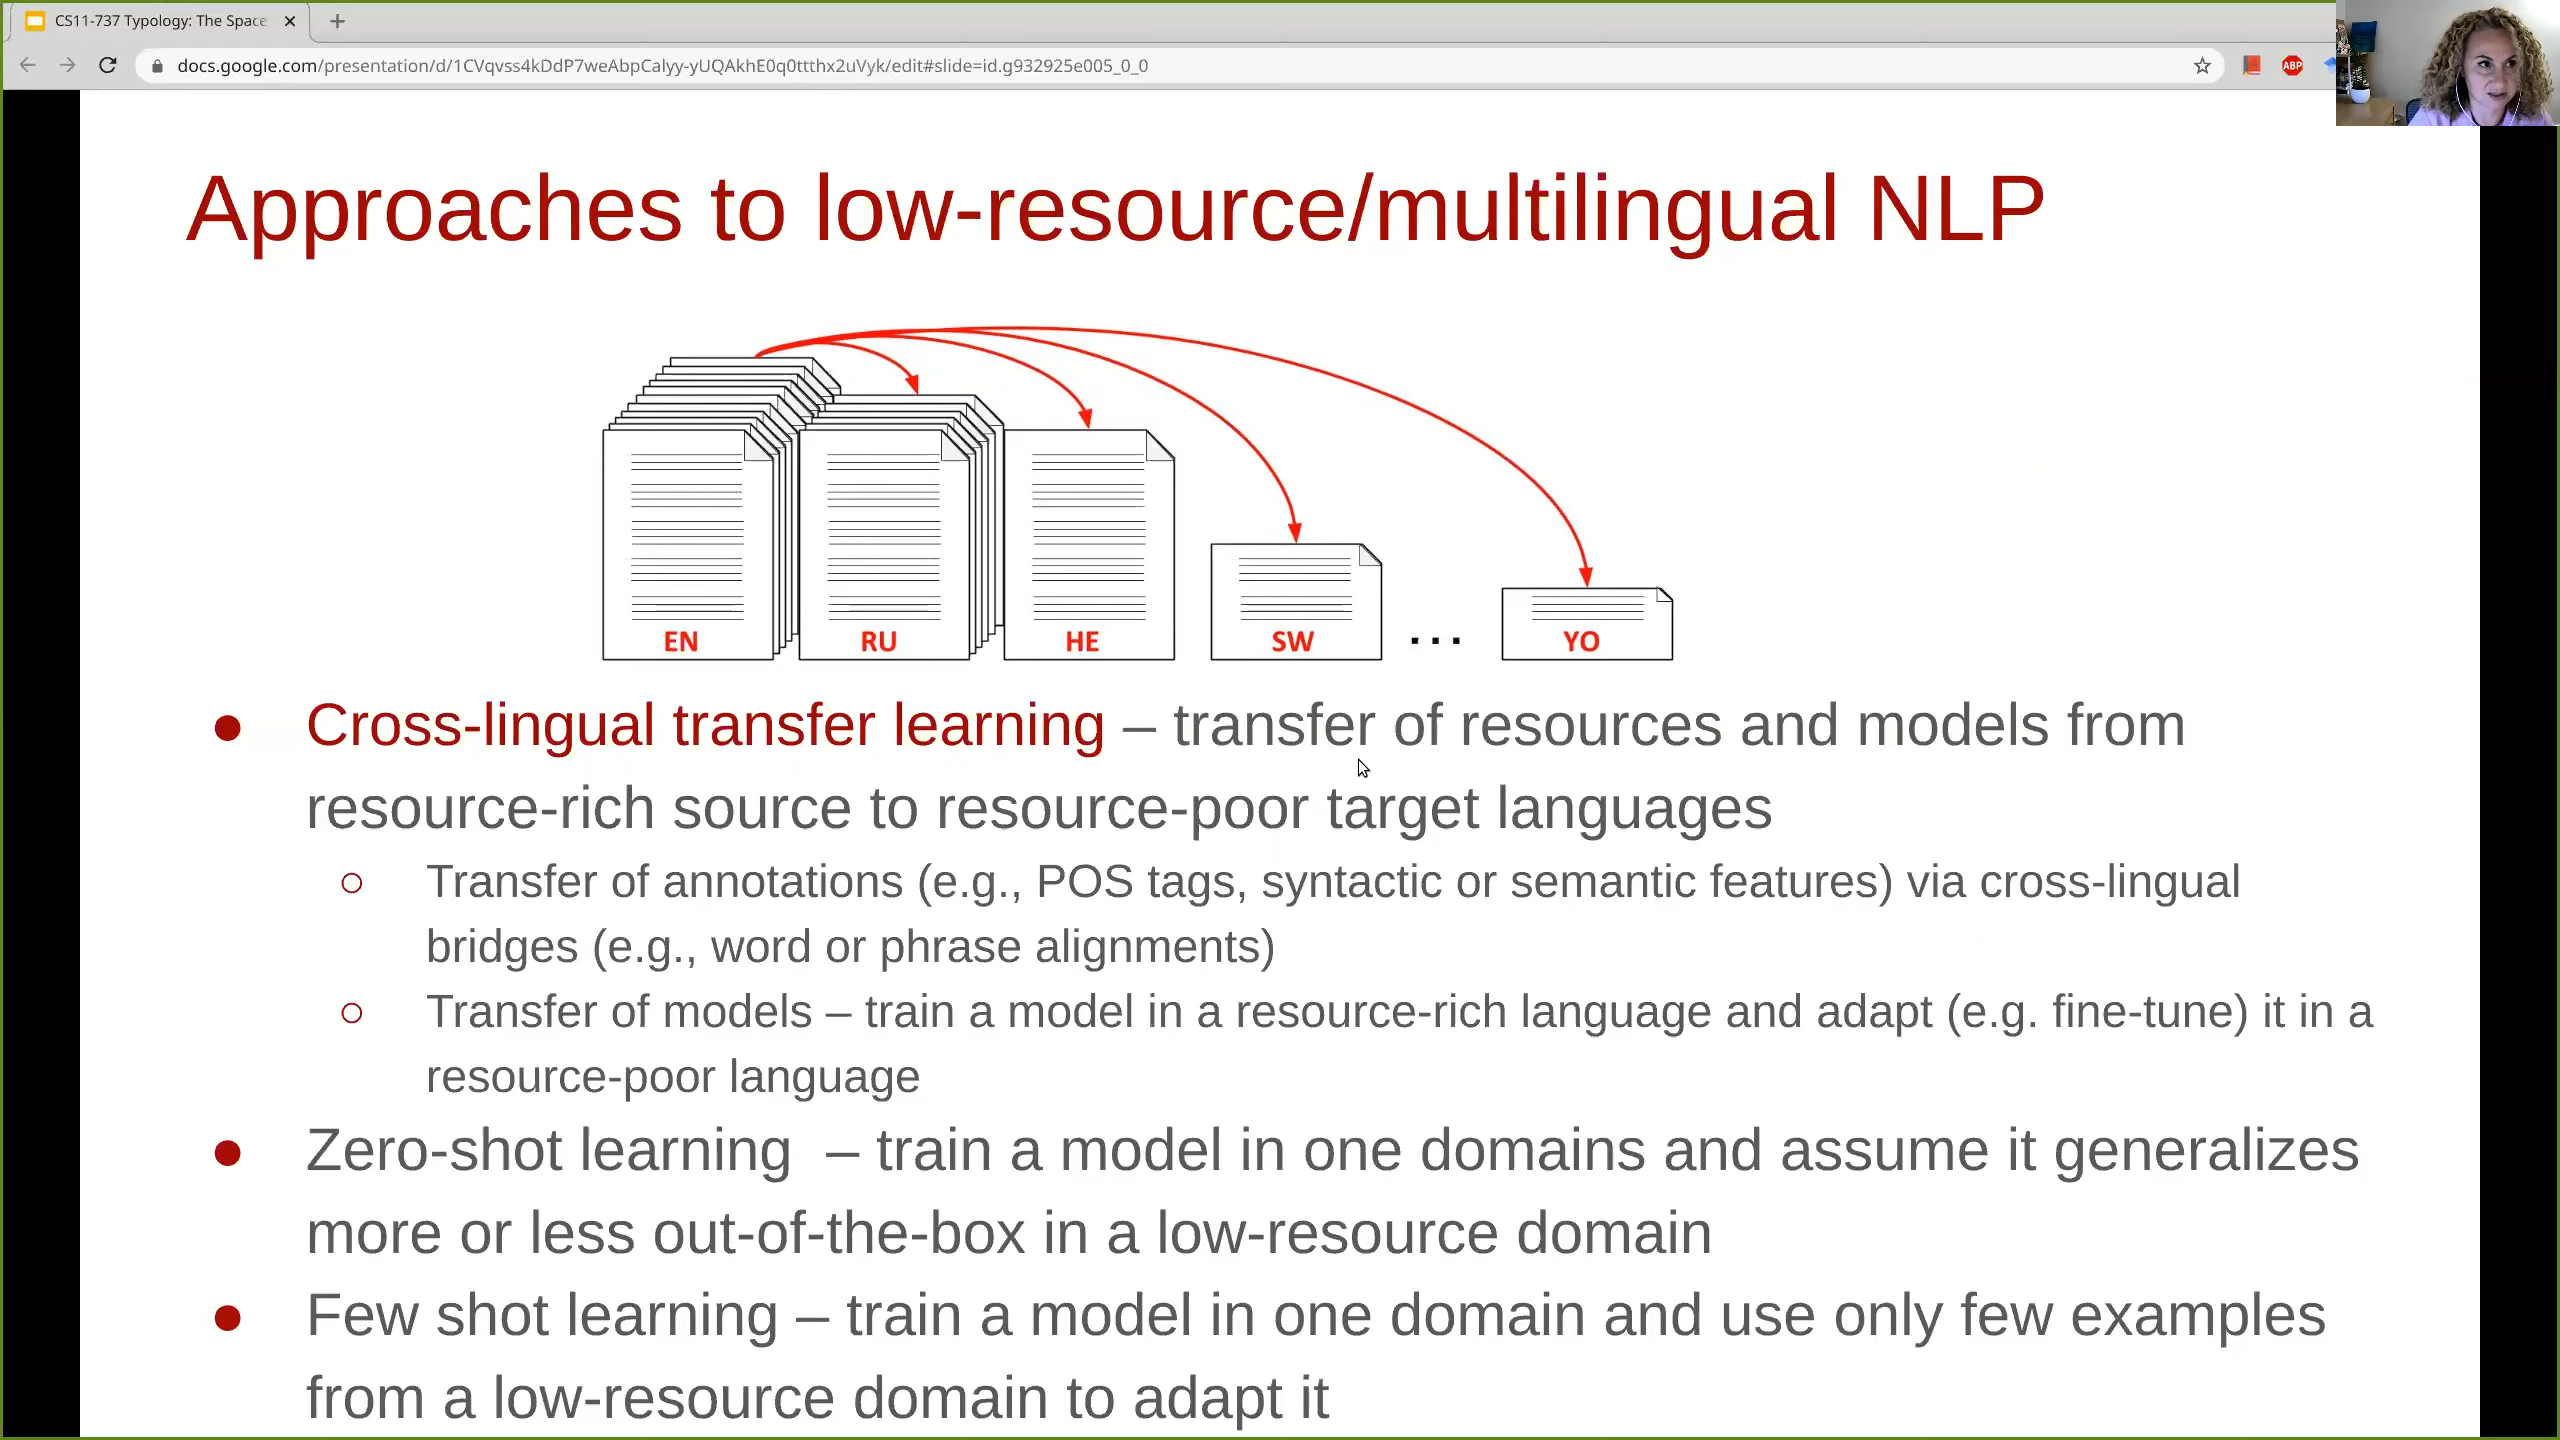 CS11-737 Typology: The Space
docs.google.com/presentation/d/1CVqvss4kDdP7weAbpCalyy-yUQAkhE0q0ttthx2uVyk/edit#slide=id.g932925e005_0_0
ABP
Approaches to low-resource/multilingual NLP
EN RU HE SW ... YO
● Cross-lingual transfer learning – transfer of resources and models from
resource-rich source to resource-poor target languages
○ Transfer of annotations (e.g., POS tags, syntactic or semantic features) via cross-lingual
bridges (e.g., word or phrase alignments)
○ Transfer of models – train a model in a resource-rich language and adapt (e.g. fine-tune) it in a
resource-poor language
● Zero-shot learning – train a model in one domains and assume it generalizes
more or less out-of-the-box in a low-resource domain
● Few shot learning – train a model in one domain and use only few examples
from a low-resource domain to adapt it